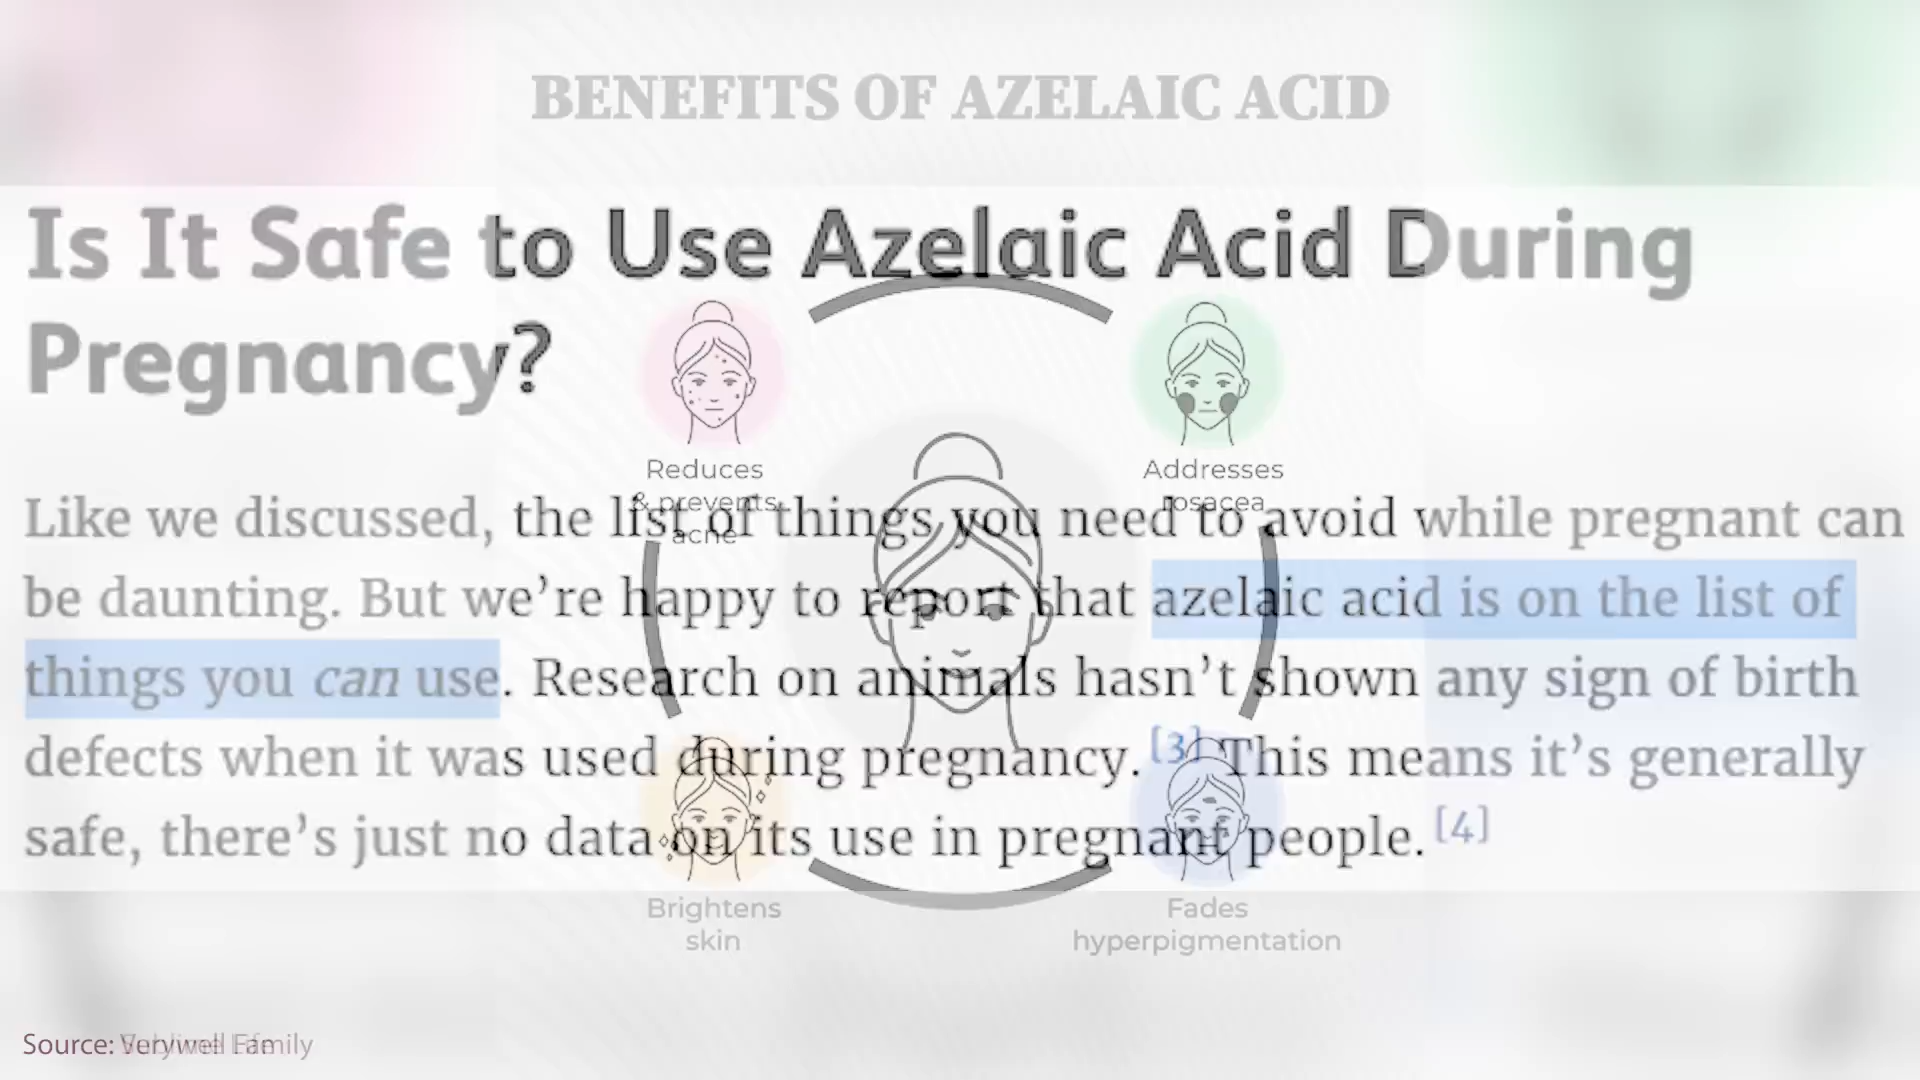 BENEFITS OF AZELAIC ACID
Is It Safe to Use Azelaic Acid During
Pregnancy?
Reduces
& prevents
acne
Addresses
rosacea
Like we discussed, the list of things you need to avoid while pregnant can
be daunting. But we’re happy to report that azelaic acid is on the list of
things you can use. Research on animals hasn’t shown any sign of birth
defects when it was used during pregnancy. [3] This means it’s generally
safe, there’s just no data on its use in pregnant people. [4]
Brightens
skin
Fades
hyperpigmentation
Source: Verywell Family